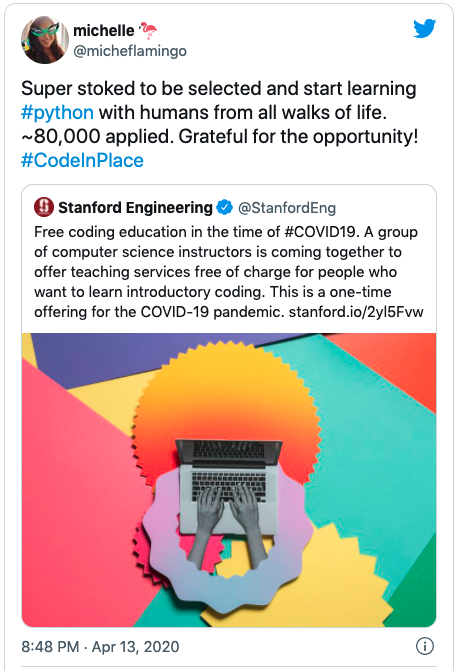 michelle 🦩
@micheflamingo
Super stoked to be selected and start learning
#python with humans from all walks of life.
~80,000 applied. Grateful for the opportunity!
#CodeInPlace
Stanford Engineering @StanfordEng
Free coding education in the time of #COVID19. A group
of computer science instructors is coming together to
offer teaching services free of charge for people who
want to learn introductory coding. This is a one-time
offering for the COVID-19 pandemic. stanford.io/2yl5Fvw
8:48 PM · Apr 13, 2020